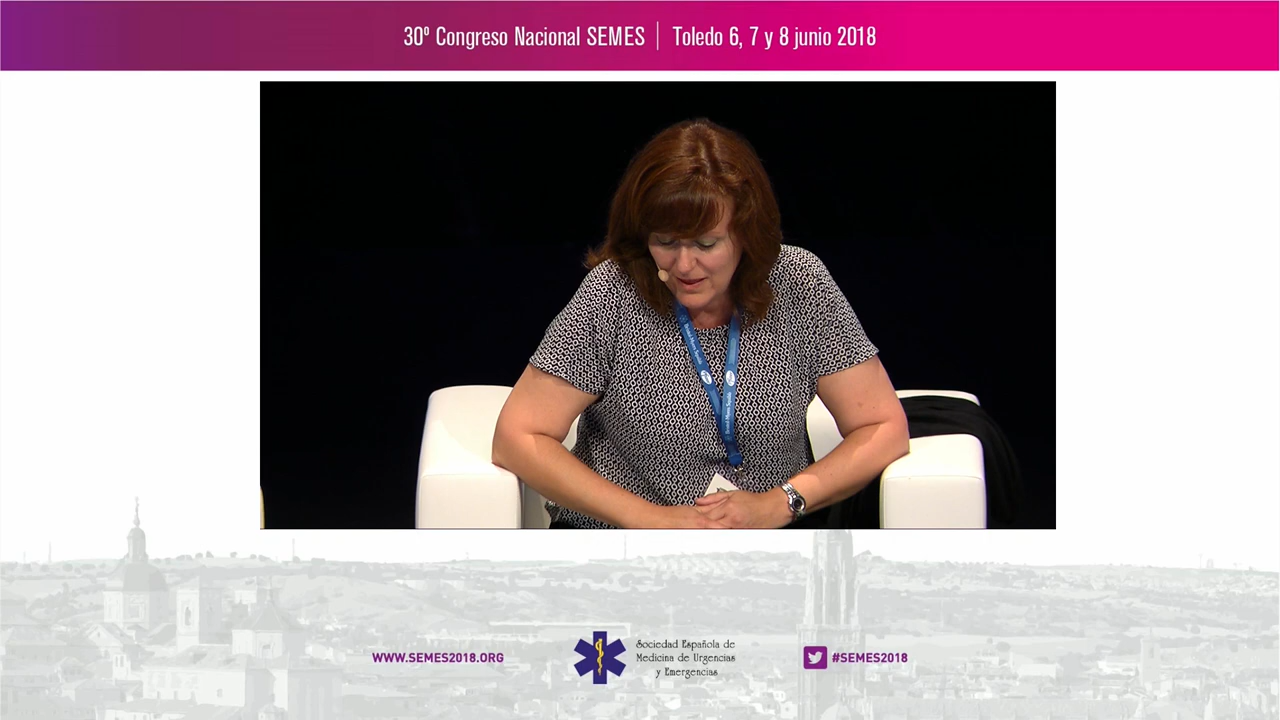 30º Congreso Nacional SEMES | Toledo 6, 7 y 8 junio 2018
WWW.SEMES2018.ORG
Sociedad Española de
Medicina de Urgencias
y Emergencias
#SEMES2018